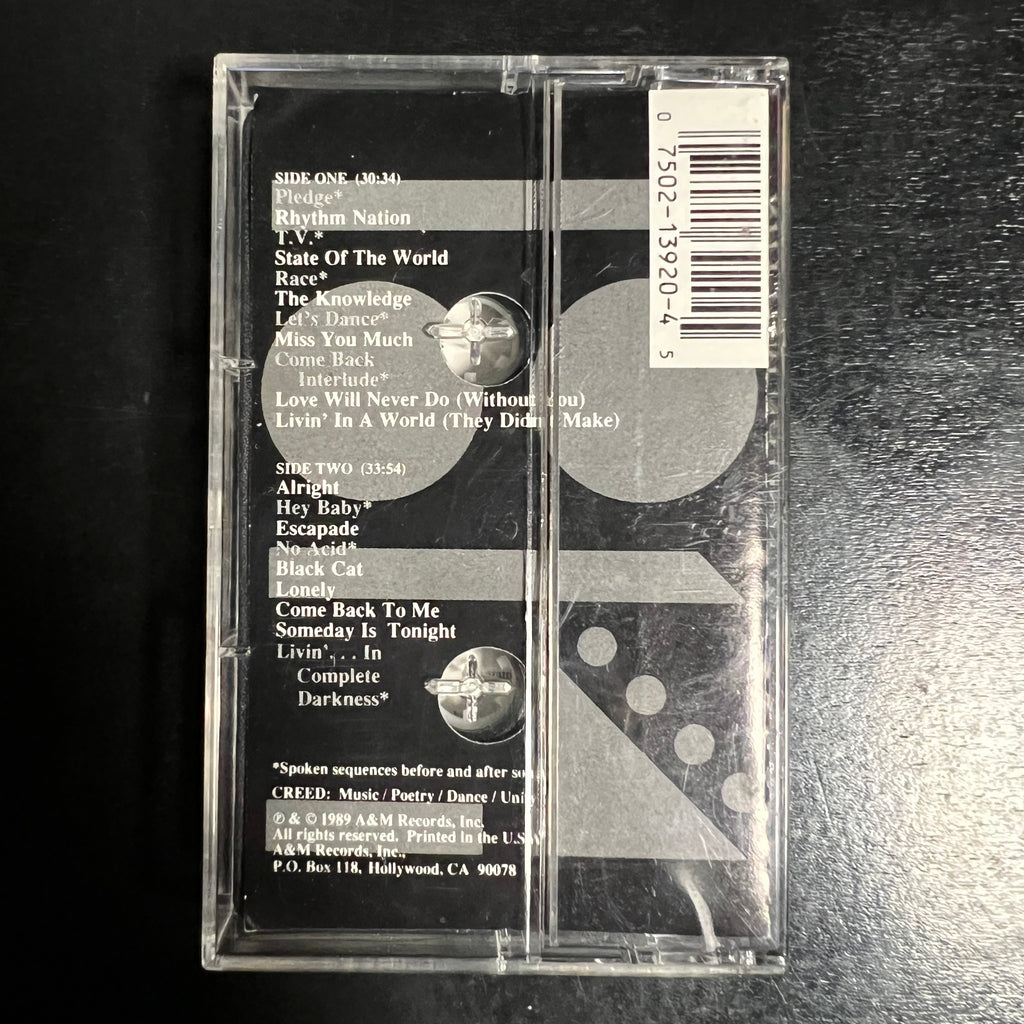 SIDE ONE (30:34)
Pledge*
Rhythm Nation
T.V.*
State Of The World
Race*
The Knowledge
Let's Dance*
Miss You Much
Come Back
Interlude*
Love Will Never Do (Without You)
Livin' In A World (They Didn't Make)
SIDE TWO (33:54)
Alright
Hey Baby*
Escapade
No Acid*
Black Cat
Lonely
Come Back To Me
Someday Is Tonight
Livin'... In
Complete
Darkness*
*Spoken sequences before and after
CREED: Music / Poetry / Dance / Unity
℗ & © 1989 A&M Records, Inc.
All rights reserved. Printed in the U.S.A
A&M Records, Inc.,
P.O. Box 118, Hollywood, CA 90078
0 7502-13920-4 5